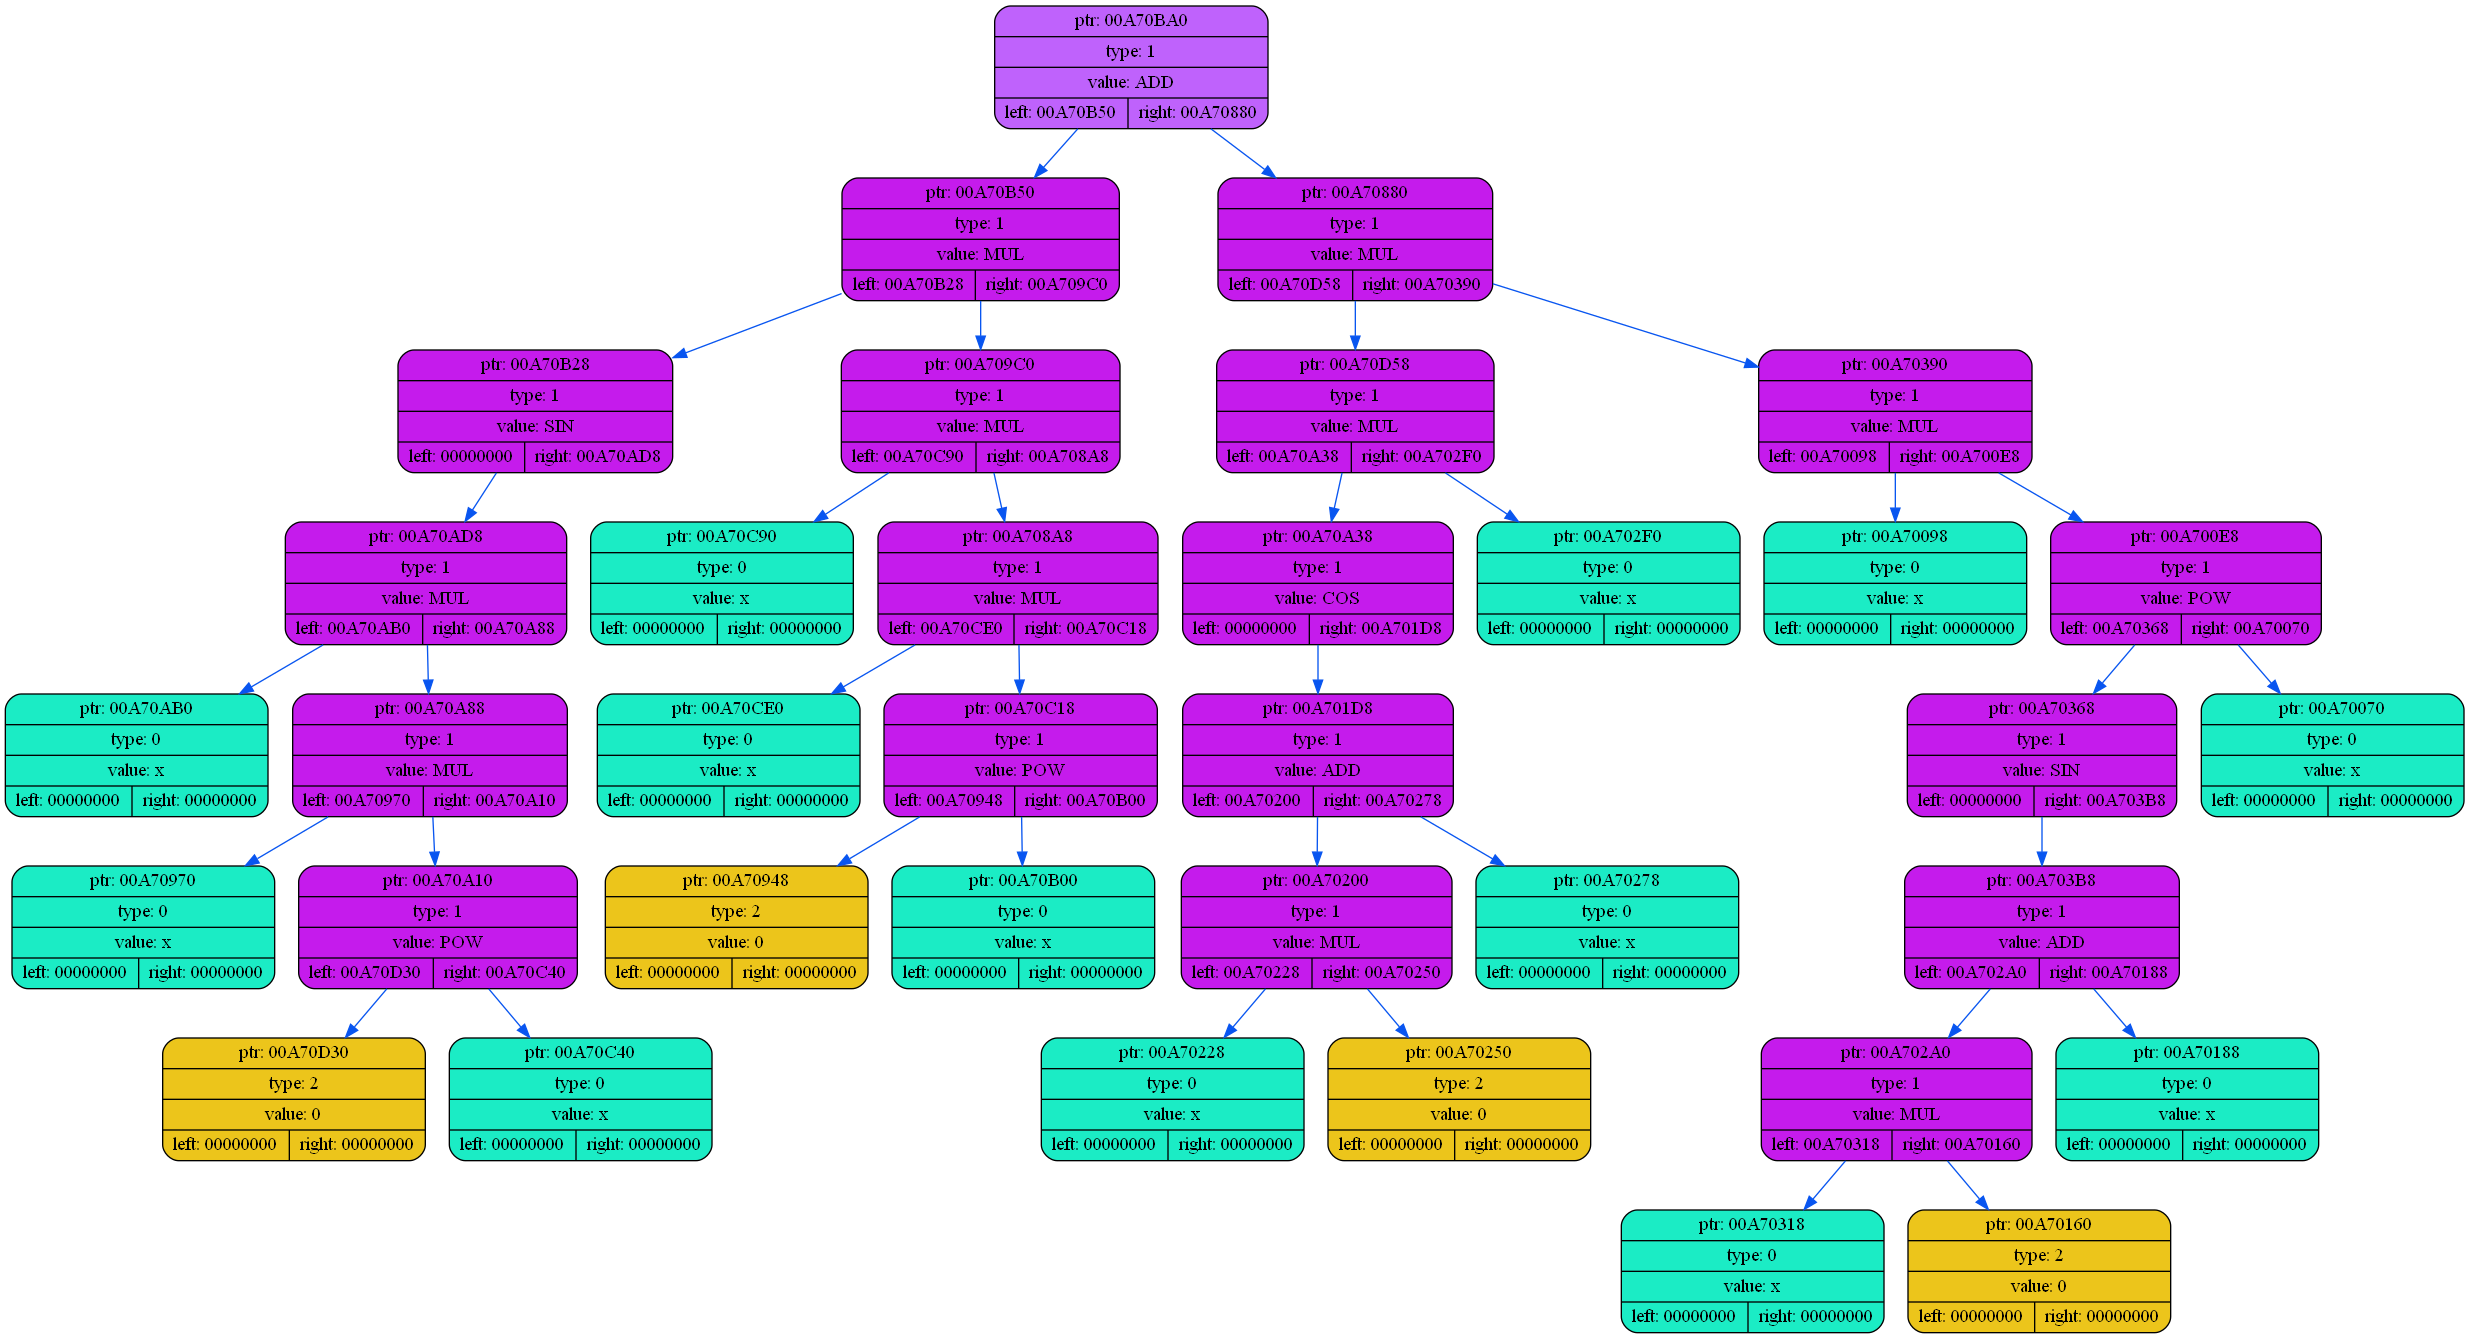 ptr: 00A70BA0
type: 1
value: ADD
left: 00A70B50 right: 00A70880
ptr: 00A70B50
type: 1
value: MUL
left: 00A70B28 right: 00A709C0
ptr: 00A70880
type: 1
value: MUL
left: 00A70D58 right: 00A70390
ptr: 00A70B28
type: 1
value: SIN
left: 00000000 right: 00A70AD8
ptr: 00A709C0
type: 1
value: MUL
left: 00A70C90 right: 00A708A8
ptr: 00A70D58
type: 1
value: MUL
left: 00A70A38 right: 00A702F0
ptr: 00A70390
type: 1
value: MUL
left: 00A70098 right: 00A700E8
ptr: 00A70AD8
type: 1
value: MUL
left: 00A70AB0 right: 00A70A88
ptr: 00A70C90
type: 0
value: x
left: 00000000 right: 00000000
ptr: 00A708A8
type: 1
value: MUL
left: 00A70CE0 right: 00A70C18
ptr: 00A70A38
type: 1
value: COS
left: 00000000 right: 00A701D8
ptr: 00A702F0
type: 0
value: x
left: 00000000 right: 00000000
ptr: 00A70098
type: 0
value: x
left: 00000000 right: 00000000
ptr: 00A700E8
type: 1
value: POW
left: 00A70368 right: 00A70070
ptr: 00A70AB0
type: 0
value: x
left: 00000000 right: 00000000
ptr: 00A70A88
type: 1
value: MUL
left: 00A70970 right: 00A70A10
ptr: 00A70CE0
type: 0
value: x
left: 00000000 right: 00000000
ptr: 00A70C18
type: 1
value: POW
left: 00A70948 right: 00A70B00
ptr: 00A701D8
type: 1
value: ADD
left: 00A70200 right: 00A70278
ptr: 00A70368
type: 1
value: SIN
left: 00000000 right: 00A703B8
ptr: 00A70070
type: 0
value: x
left: 00000000 right: 00000000
ptr: 00A70970
type: 0
value: x
left: 00000000 right: 00000000
ptr: 00A70A10
type: 1
value: POW
left: 00A70D30 right: 00A70C40
ptr: 00A70948
type: 2
value: 0
left: 00000000 right: 00000000
ptr: 00A70B00
type: 0
value: x
left: 00000000 right: 00000000
ptr: 00A70200
type: 1
value: MUL
left: 00A70228 right: 00A70250
ptr: 00A70278
type: 0
value: x
left: 00000000 right: 00000000
ptr: 00A703B8
type: 1
value: ADD
left: 00A702A0 right: 00A70188
ptr: 00A70D30
type: 2
value: 0
left: 00000000 right: 00000000
ptr: 00A70C40
type: 0
value: x
left: 00000000 right: 00000000
ptr: 00A70228
type: 0
value: x
left: 00000000 right: 00000000
ptr: 00A70250
type: 2
value: 0
left: 00000000 right: 00000000
ptr: 00A702A0
type: 1
value: MUL
left: 00A70318 right: 00A70160
ptr: 00A70188
type: 0
value: x
left: 00000000 right: 00000000
ptr: 00A70318
type: 0
value: x
left: 00000000 right: 00000000
ptr: 00A70160
type: 2
value: 0
left: 00000000 right: 00000000